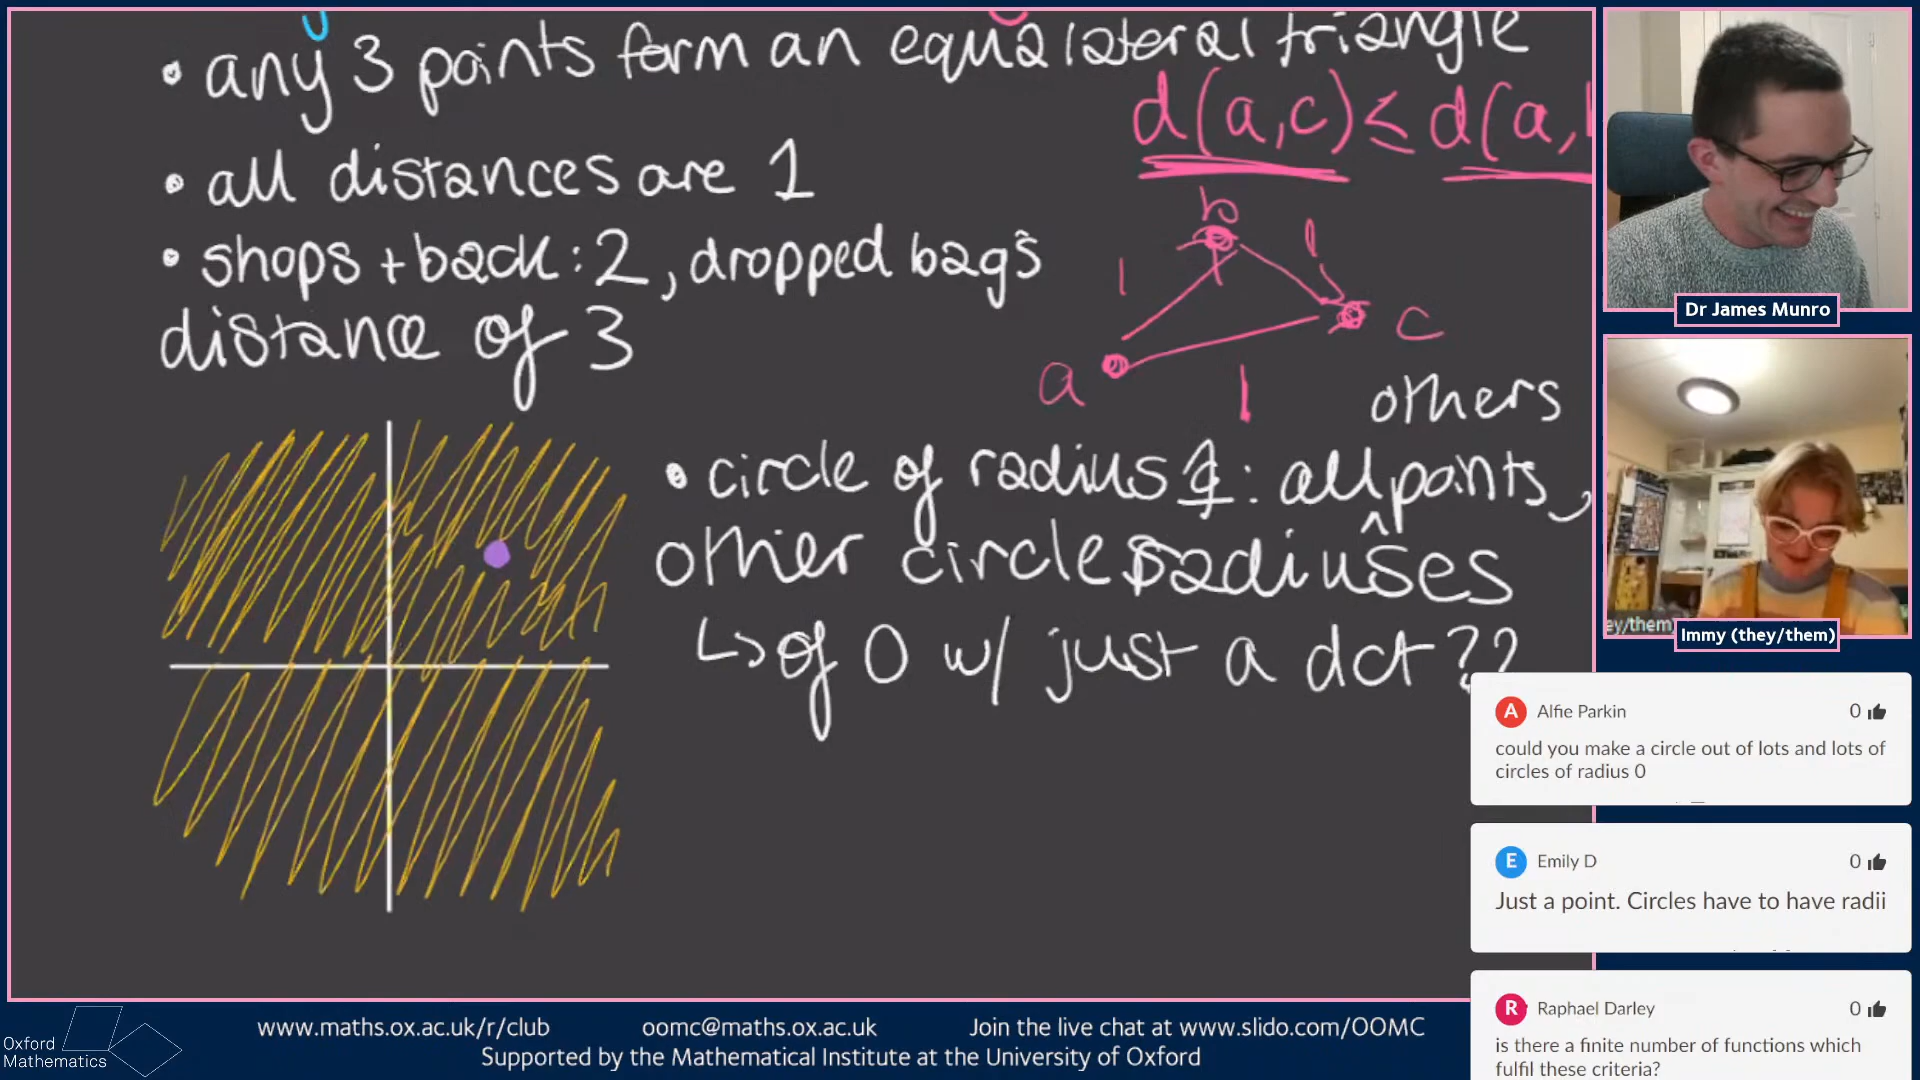 • any 3 points form an equilateral triangle
d(a,c) ≤ d(a,
• all distances are 1
• shops + back : 2, dropped bags
distance of 3
b
1
1
a
c
1
others
• circle of radius 1: all points,
other circle radiuses
↳ of 0 w/ just a dot ??
Dr James Munro
ey/them)
Immy (they/them)
A Alfie Parkin 0
could you make a circle out of lots and lots of
circles of radius 0
E Emily D 0
Just a point. Circles have to have radii
R Raphael Darley 0
is there a finite number of functions which
fulfil these criteria?
Oxford
Mathematics
www.maths.ox.ac.uk/r/club oomc@maths.ox.ac.uk Join the live chat at www.slido.com/OOMC
Supported by the Mathematical Institute at the University of Oxford